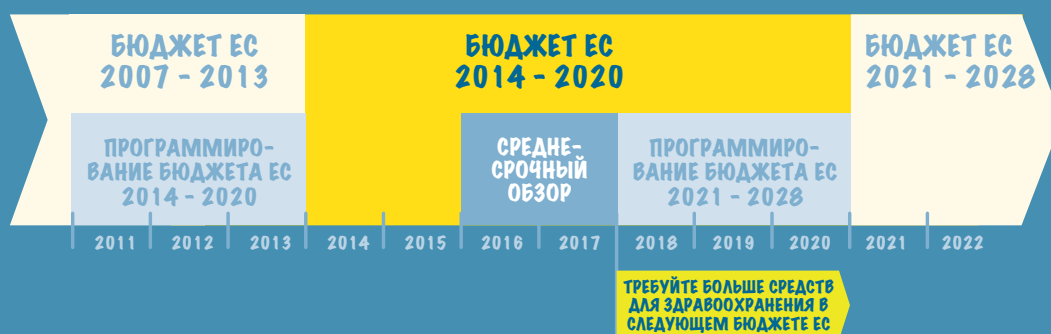 БЮДЖЕТ ЕС
2007 - 2013
БЮДЖЕТ ЕС
2014 - 2020
БЮДЖЕТ ЕС
2021 - 2028
ПРОГРАММИРО-
ВАНИЕ БЮДЖЕТА ЕС
2014 - 2020
СРЕДНЕ-
СРОЧНЫЙ
ОБЗОР
ПРОГРАММИРО-
ВАНИЕ БЮДЖЕТА ЕС
2021 - 2028
2011 2012 2013 2014 2015 2016 2017 2018 2019 2020 2021 2022
ТРЕБУЙТЕ БОЛЬШЕ СРЕДСТВ
ДЛЯ ЗДРАВООХРАНЕНИЯ В
СЛЕДУЮЩЕМ БЮДЖЕТЕ ЕС